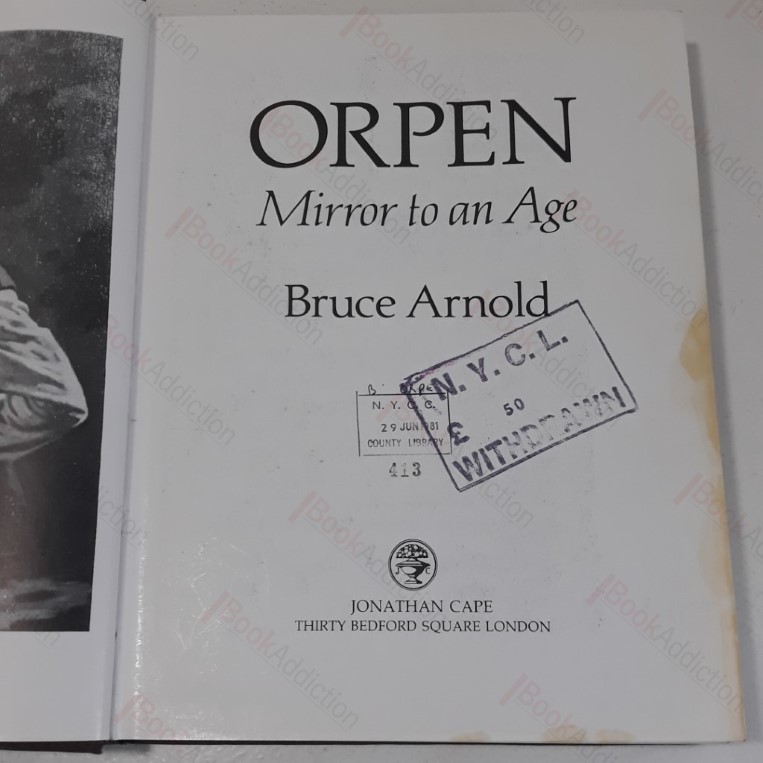 ORPEN
Mirror to an Age
Bruce Arnold
N. Y. C. L.
£ 50
WITHDRAWN
N. Y. C. C.
29 JUN 1981
COUNTY LIBRARY
413
J C
JONATHAN CAPE
THIRTY BEDFORD SQUARE LONDON
BookAddiction